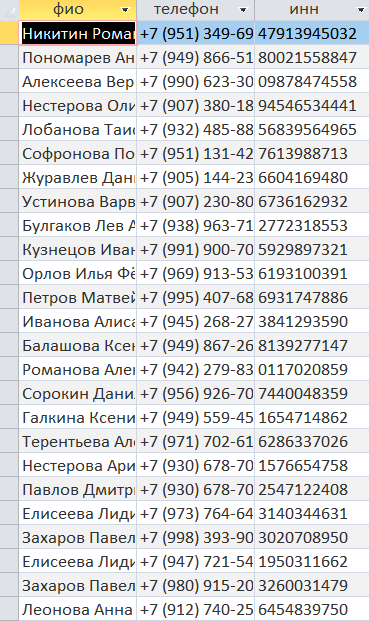 фио телефон инн
Никитин Рома +7 (951) 349-69 47913945032
Пономарев Ан +7 (949) 866-51 80021558847
Алексеева Вер +7 (990) 623-30 09878474558
Нестерова Оли +7 (907) 380-18 94546534441
Лобанова Таис +7 (932) 485-88 56839564965
Софронова По +7 (951) 131-42 7613988713
Журавлев Дан +7 (905) 144-23 6604169480
Устинова Варв +7 (907) 230-80 6736162932
Булгаков Лев А +7 (938) 963-71 2772318553
Кузнецов Иван +7 (991) 900-70 5929897321
Орлов Илья Фё +7 (969) 913-53 6193100391
Петров Матвей +7 (995) 407-68 6931747886
Иванова Алиса +7 (945) 268-27 3841293590
Балашова Ксен +7 (949) 867-26 8139277147
Романова Ален +7 (942) 279-83 0117020859
Сорокин Дани +7 (956) 926-70 7440048359
Галкина Ксени +7 (949) 559-45 1654714862
Терентьева Ал +7 (971) 702-61 6286337026
Нестерова Ари +7 (930) 678-70 1576654758
Павлов Дмитр +7 (930) 678-70 2547122408
Елисеева Лиди +7 (973) 764-64 3140344631
Захаров Павел +7 (998) 393-90 3020708950
Елисеева Лиди +7 (947) 721-54 1950311662
Захаров Павел +7 (980) 915-20 3260031479
Леонова Анна +7 (912) 740-25 6454839750